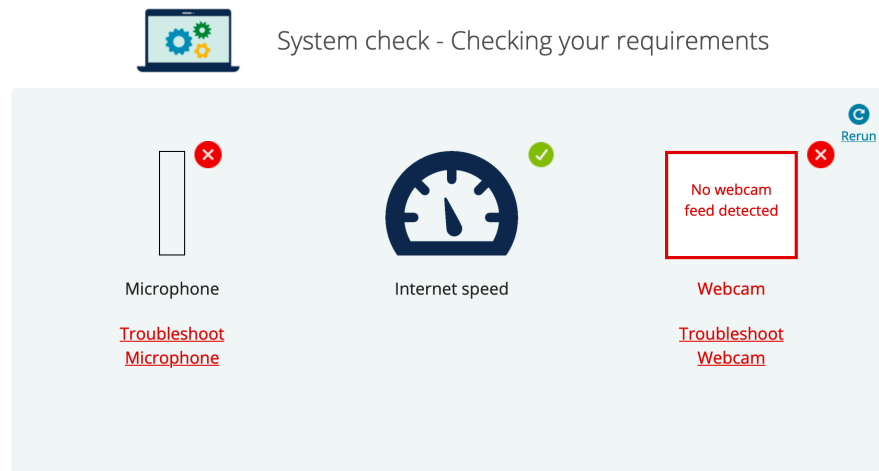 System check - Checking your requirements
Rerun
No webcam
feed detected
Microphone
Internet speed
Webcam
Troubleshoot
Microphone
Troubleshoot
Webcam